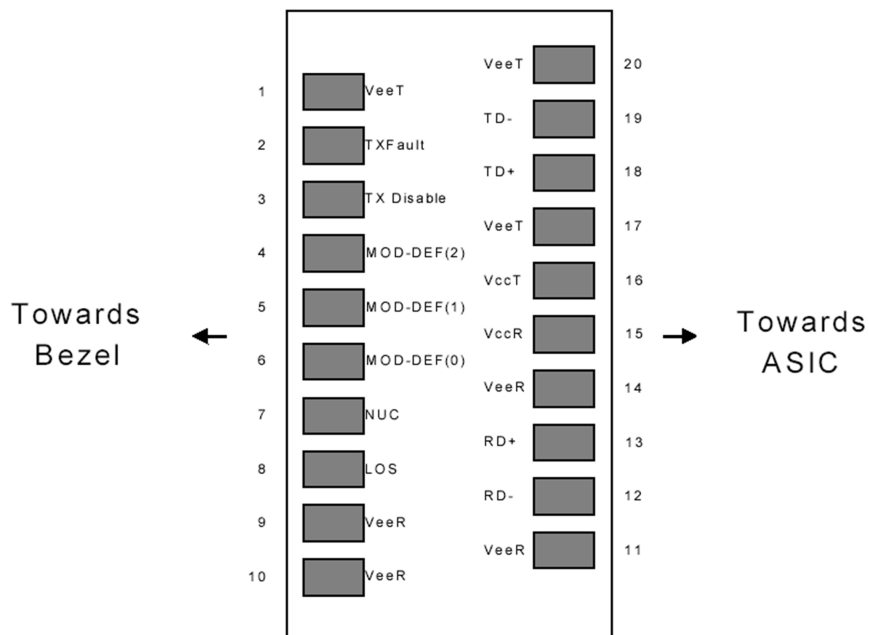 VeeT 20
1 VeeT
TD- 19
2 TXFault
TD+ 18
3 TX Disable
VeeT 17
4 MOD-DEF(2)
VccT 16
5 MOD-DEF(1)
Towards
Bezel
VccR 15
Towards
ASIC
6 MOD-DEF(0)
VeeR 14
7 NUC
RD+ 13
8 LOS
RD- 12
9 VeeR
VeeR 11
10 VeeR